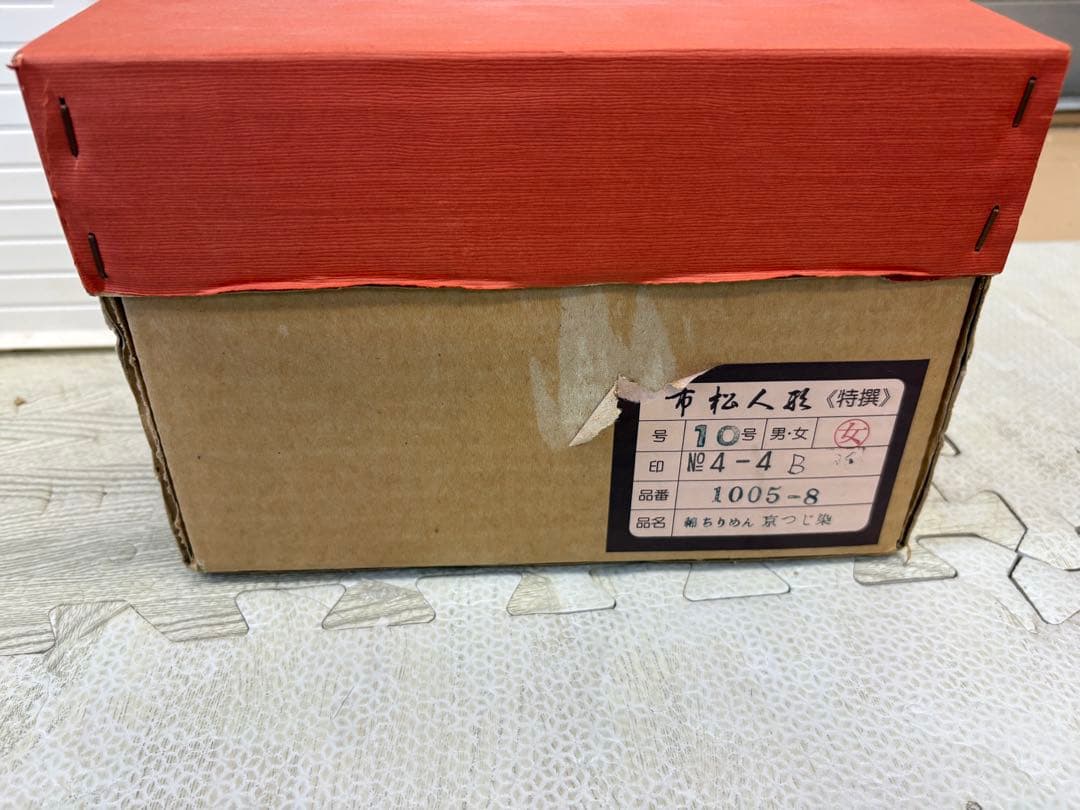 市松人形《特撰》
号 10号 男・女 女
印 №4-4 B
品番 1005-8
品名 ちりめん 京つじ染